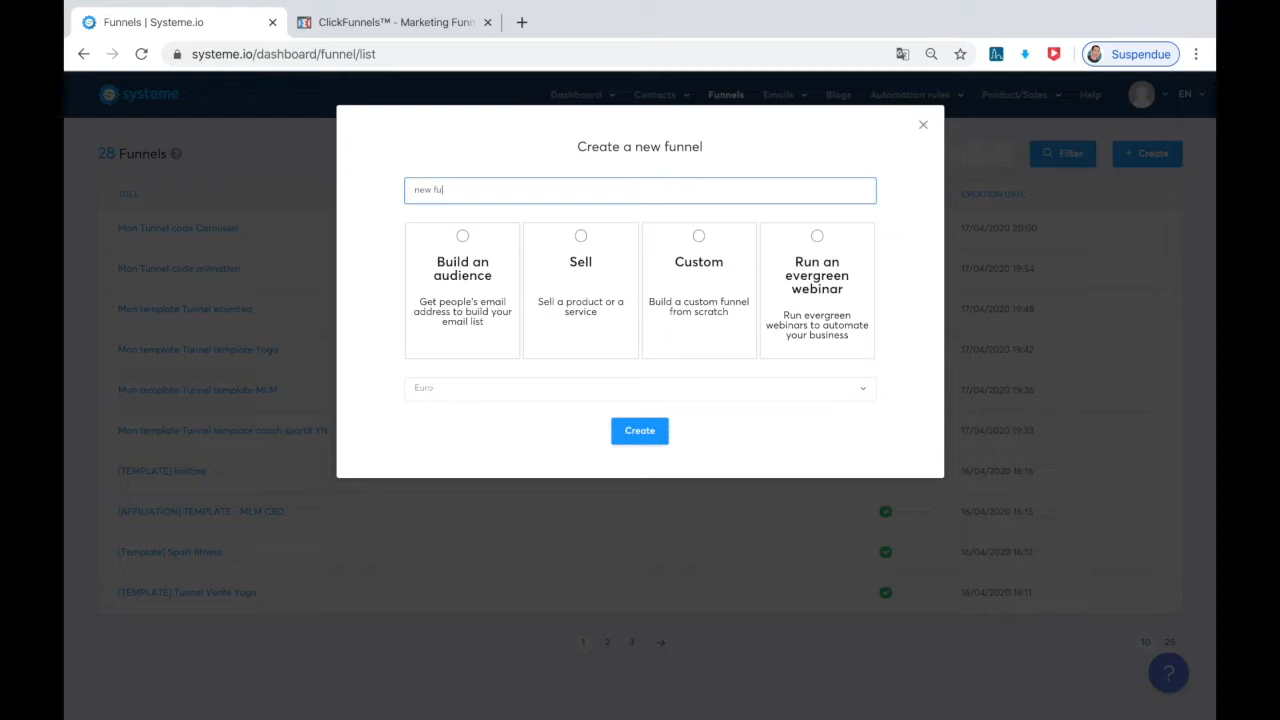 Funnels | Systeme.io
ClickFunnels™ - Marketing Funn
systeme.io/dashboard/funnel/list
Suspendue
systeme
Dashboard
Contacts
Funnels
Emails
Blogs
Automation rules
Product/Sales
Help
EN
28 Funnels
Filter
+ Create
TITLE
CREATION DATE
Create a new funnel
new fu
Build an
audience
Get people's email
address to build your
email list
Sell
Sell a product or a
service
Custom
Build a custom funnel
from scratch
Run an
evergreen
webinar
Run evergreen
webinars to automate
your business
Euro
Create
Mon Tunnel code Carousel
17/04/2020 20:00
Mon Tunnel code animation
17/04/2020 19:54
Mon template Tunnel ecomleg
17/04/2020 19:48
Mon template Tunnel template Yoga
17/04/2020 19:42
Mon template Tunnel template MLM
17/04/2020 19:36
Mon template Tunnel template coach sportif YN
17/04/2020 19:33
[TEMPLATE] linktree
16/04/2020 16:16
[AFFILIATION] TEMPLATE - MLM CBD
16/04/2020 16:15
[Template] Sport fitness
16/04/2020 16:12
[TEMPLATE] Tunnel Vente Yoga
16/04/2020 16:11
1 2 3
10 25
?